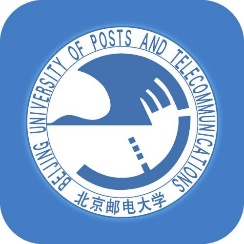 BEIJING UNIVERSITY OF POSTS AND TELECOMMUNICATIONS
北京邮电大学